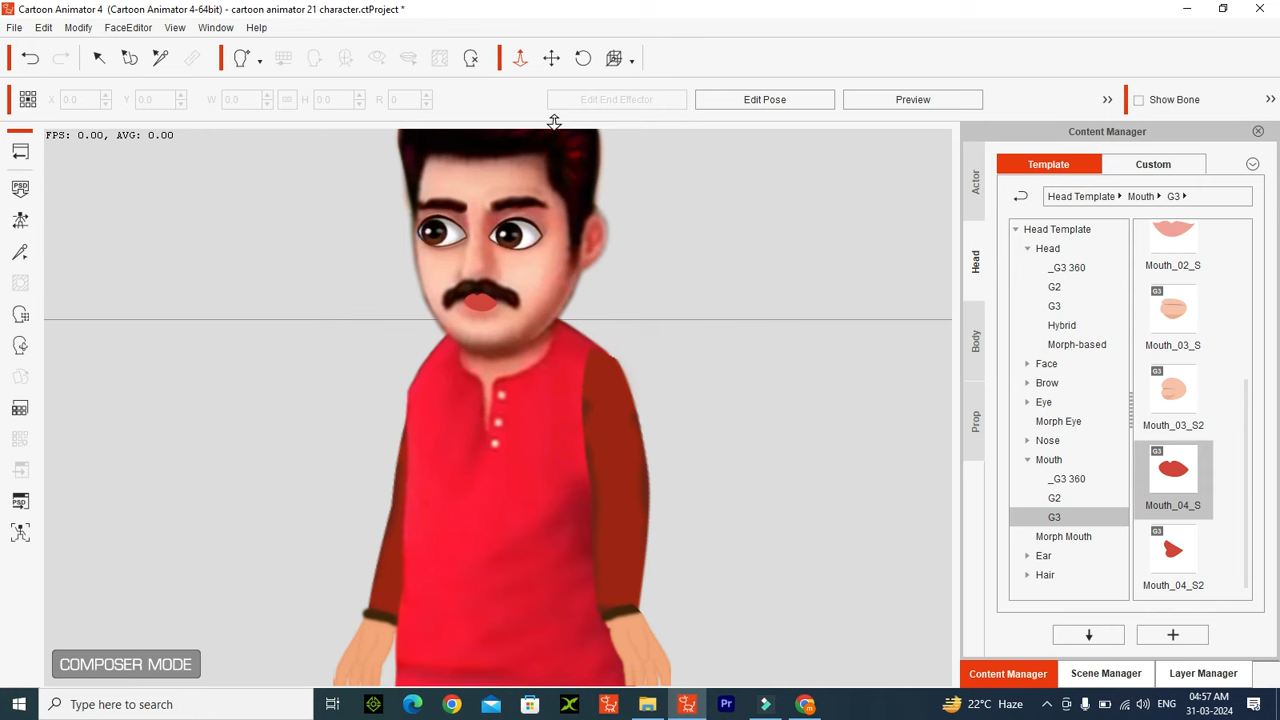 Cartoon Animator 4 (Cartoon Animator 4-64bit) - cartoon animator 21 character.ctProject *
File Edit Modify FaceEditor View Window Help
X 0.0 Y 0.0 W 0.0 H 0.0 R 0 Edit End Effector Edit Pose Preview Show Bone
FPS: 0.00, AVG: 0.00
Content Manager
Template Custom
Head Template Mouth G3
Actor
Head
Body
Prop
Head Template
Head
_G3 360
G2
G3
Hybrid
Morph-based
Face
Brow
Eye
Morph Eye
Nose
Mouth
_G3 360
G2
G3
Morph Mouth
Ear
Hair
Mouth_02_S
G3
Mouth_03_S
G3
Mouth_03_S2
G3
Mouth_04_S
G3
Mouth_04_S2
COMPOSER MODE
Content Manager Scene Manager Layer Manager
Type here to search
Pr
22°C Haze ENG
04:57 AM
31-03-2024
PSD
PSD